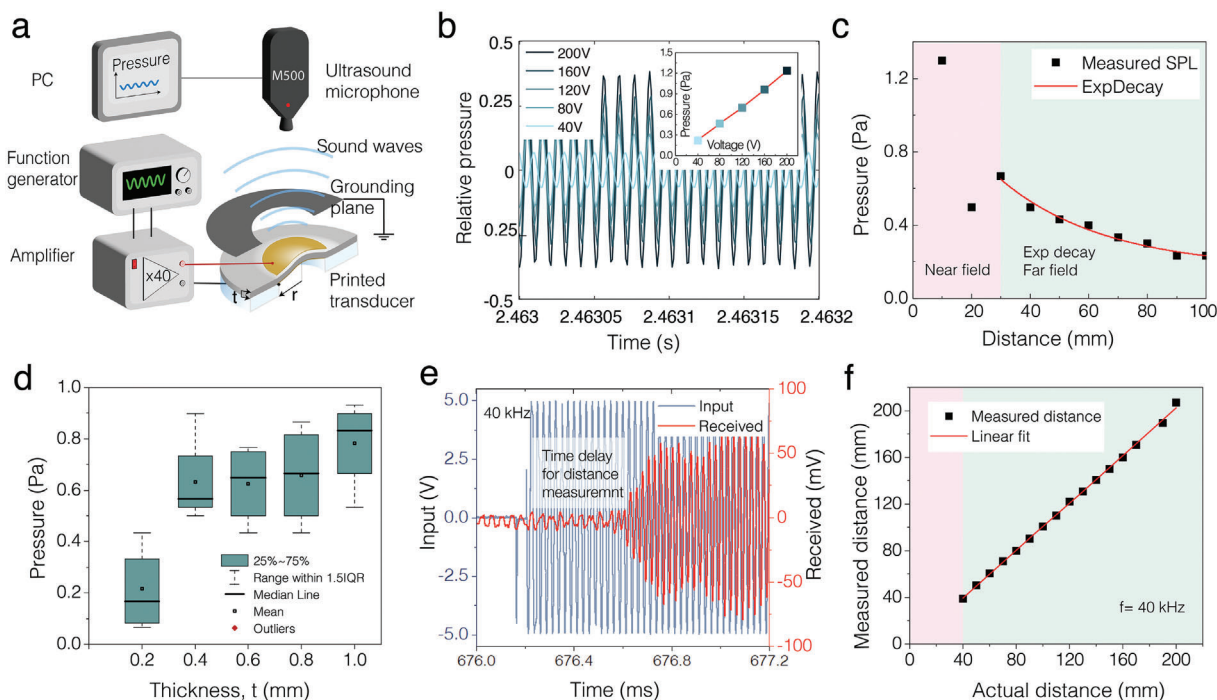 a
PC
Pressure
M500
Ultrasound
microphone
Function
generator
Sound waves
Grounding
plane
Amplifier
x40
t
r
Printed
transducer
b
Relative pressure
0.5
0.25
0
-0.25
-0.5
200V
160V
120V
80V
40V
Pressure (Pa)
1.5
1.2
0.9
0.6
0.3
Voltage (V)
40 80 120 160 200
2.463 2.46305 2.4631 2.46315 2.4632
Time (s)
c
Pressure (Pa)
1.2
0.8
0.4
0.0
Measured SPL
ExpDecay
Near field
Exp decay
Far field
0 20 40 60 80 100
Distance (mm)
d
Pressure (Pa)
1.0
0.8
0.6
0.4
0.2
0.0
25%~75%
Range within 1.5IQR
Median Line
Mean
Outliers
0.2 0.4 0.6 0.8 1.0
Thickness, t (mm)
e
Input (V)
5.0
2.5
0.0
-2.5
-5.0
40 kHz
Input
Received
Time delay
for distance
measuremnt
100
50
0
-50
-100
Received (mV)
676.0 676.4 676.8 677.2
Time (ms)
f
Measured distance (mm)
200
160
120
80
40
0
Measured distance
Linear fit
f= 40 kHz
0 40 80 120 160 200
Actual distance (mm)